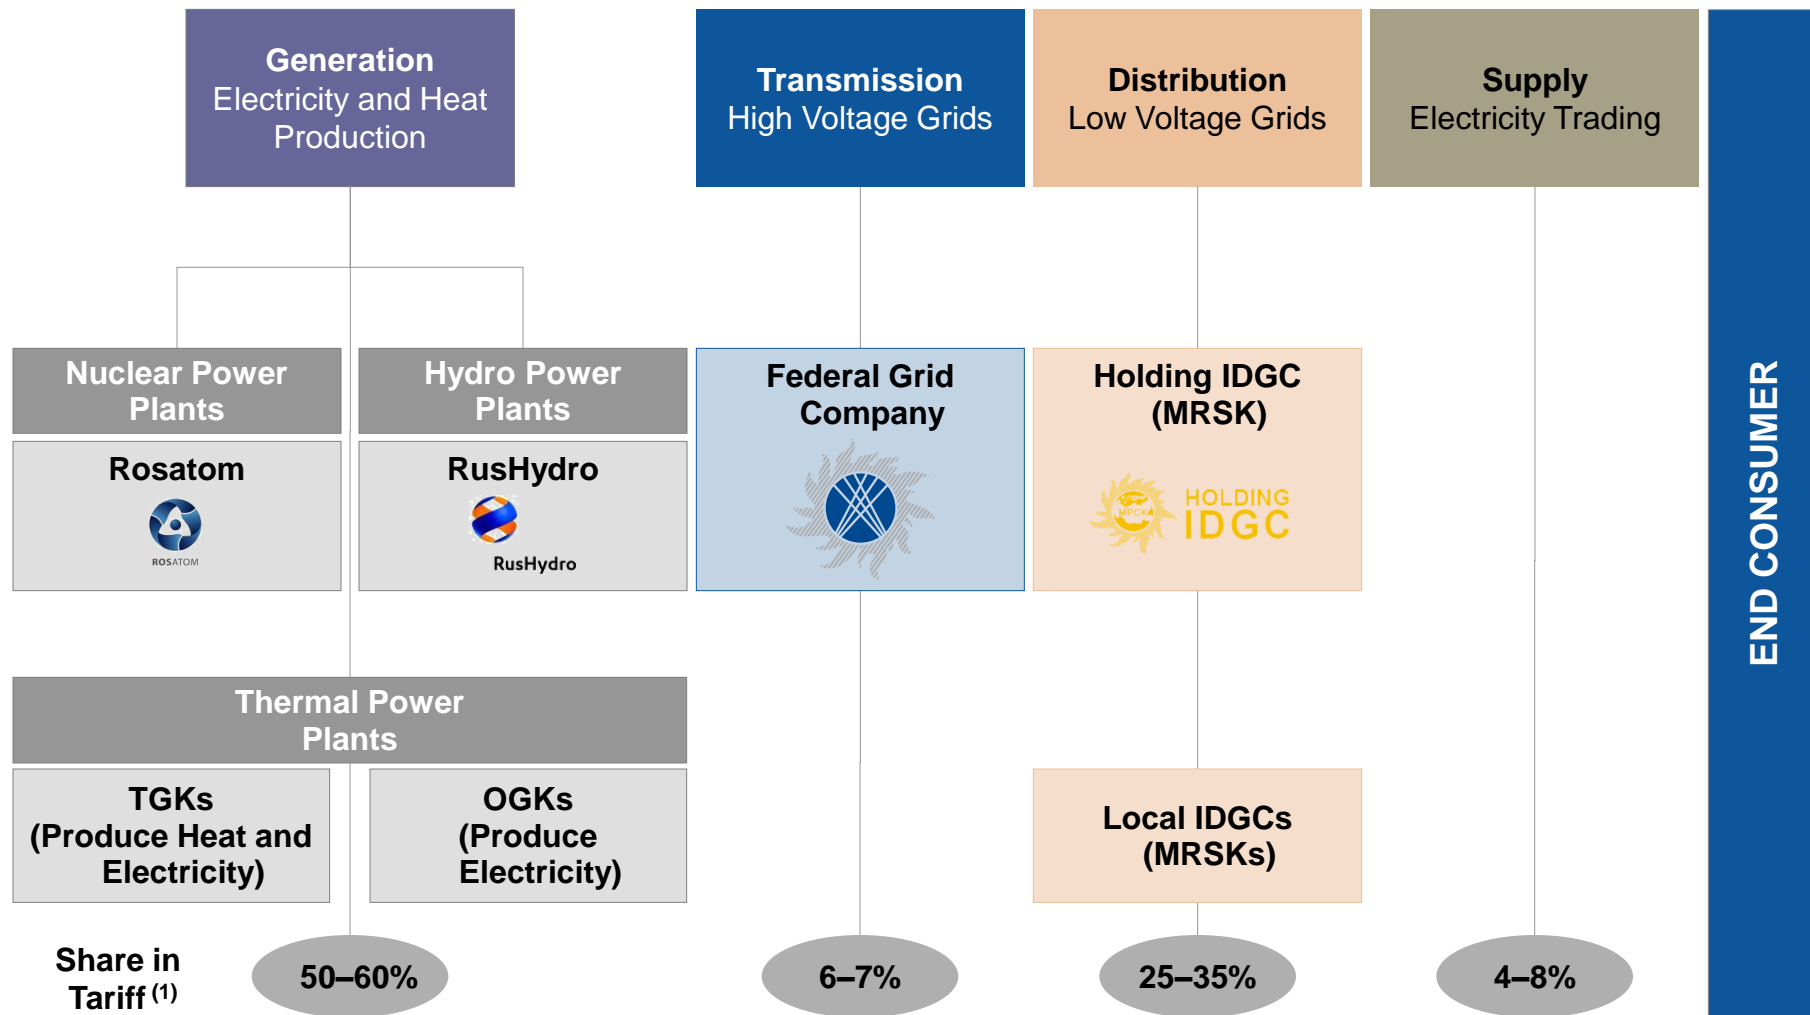 Generation
Electricity and Heat
Production
Transmission
High Voltage Grids
Distribution
Low Voltage Grids
Supply
Electricity Trading
END CONSUMER
Nuclear Power
Plants
Hydro Power
Plants
Federal Grid
Company
Holding IDGC
(MRSK)
Rosatom
ROSATOM
RusHydro
RusHydro
МРСК
HOLDING
IDGC
Thermal Power
Plants
TGKs
(Produce Heat and
Electricity)
OGKs
(Produce
Electricity)
Local IDGCs
(MRSKs)
Share in
Tariff (1)
50–60%
6–7%
25–35%
4–8%